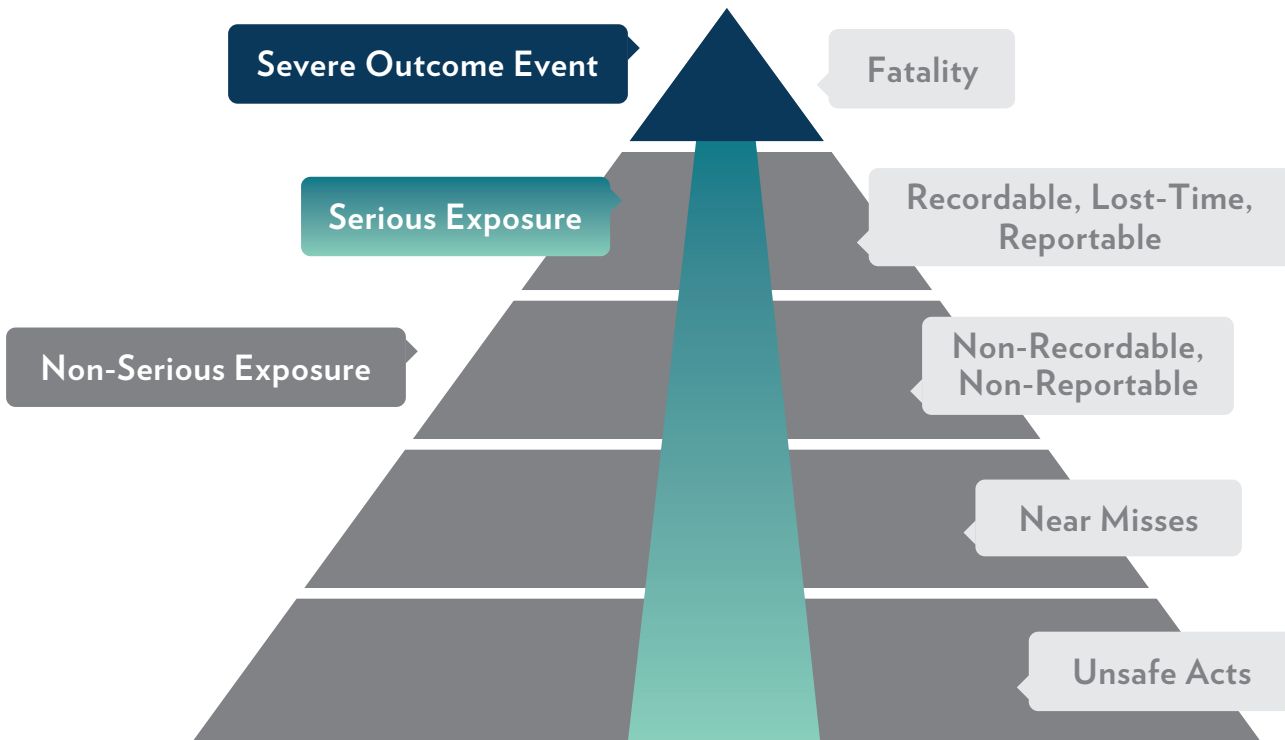 Severe Outcome Event
Fatality
Serious Exposure
Recordable, Lost-Time,
Reportable
Non-Serious Exposure
Non-Recordable,
Non-Reportable
Near Misses
Unsafe Acts